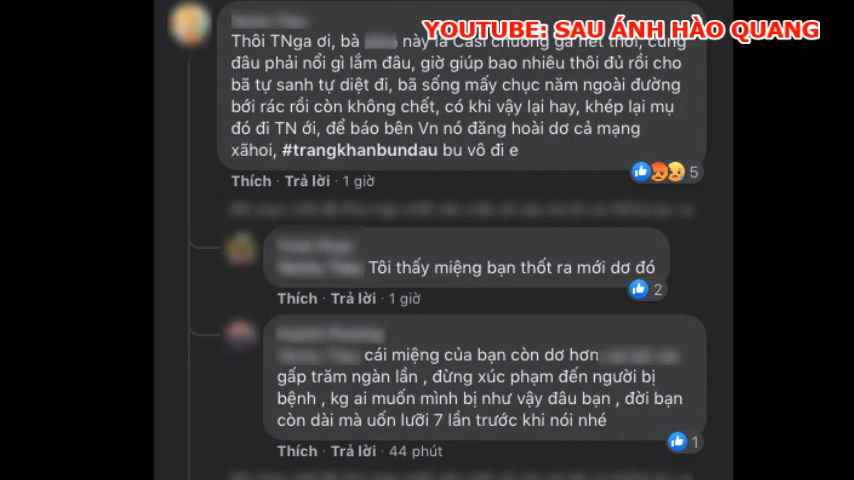 YOUTUBE: SAU ÁNH HÀO QUANG
Thôi TNga ơi, bà này là Casi chuồng gà hết thời, cũng
đâu phải nổi gì lắm đâu, giờ giúp bao nhiêu thôi đủ rồi cho
bã tự sanh tự diệt đi, bã sống mấy chục năm ngoài đường
bới rác rồi còn không chết, có khi vậy lại hay, khép lại mụ
đó đi TN ới, để báo bên Vn nó đăng hoài dơ cả mạng
xãhoi, #trangkhanbundau bu vô đi e
5
Thích · Trả lời · 1 giờ
Tôi thấy miệng bạn thốt ra mới dơ đó
2
Thích · Trả lời · 1 giờ
cái miệng của bạn còn dơ hơn
gấp trăm ngàn lần , đừng xúc phạm đến người bị
bệnh , kg ai muốn mình bị như vậy đâu bạn , đời bạn
còn dài mà uốn lưỡi 7 lần trước khi nói nhé
1
Thích · Trả lời · 44 phút